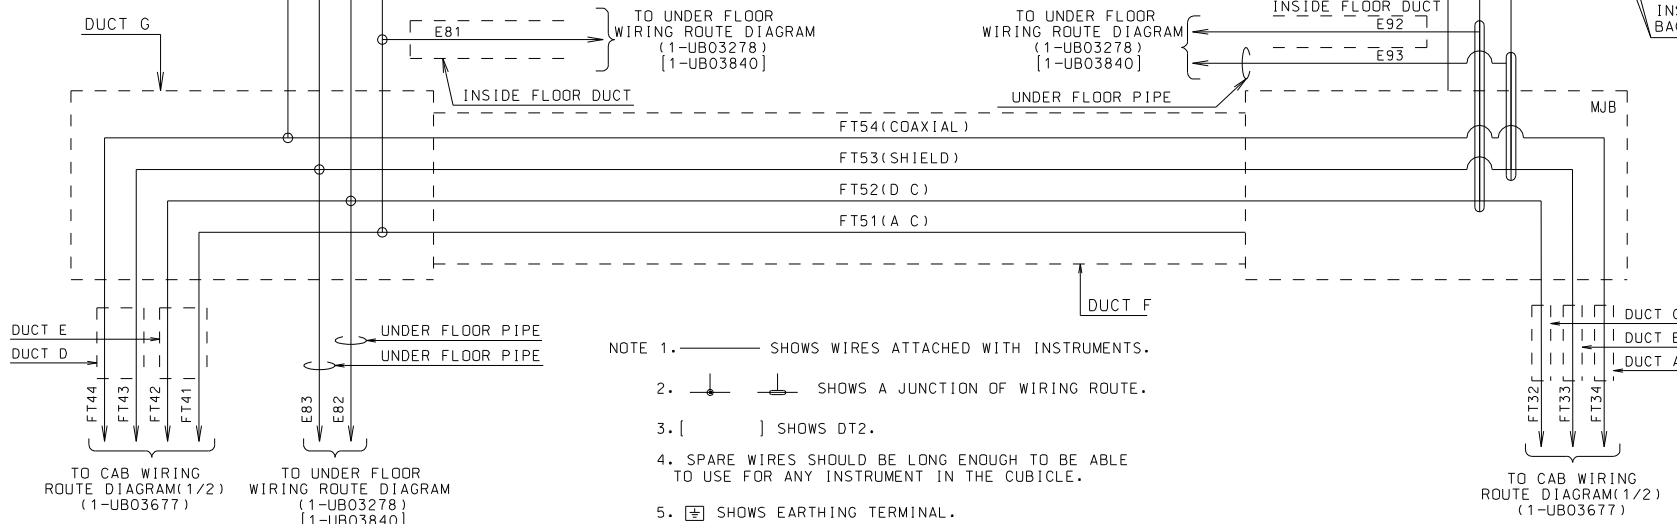 DUCT G
E81
TO UNDER FLOOR
WIRING ROUTE DIAGRAM
(1-UB03278)
[1-UB03840]
INSIDE FLOOR DUCT
TO UNDER FLOOR
WIRING ROUTE DIAGRAM
(1-UB03278)
[1-UB03840]
INSIDE FLOOR DUCT
E92
E93
UNDER FLOOR PIPE
MJB
FT54(COAXIAL)
FT53(SHIELD)
FT52(D C)
FT51(A C)
DUCT F
DUCT E
DUCT D
UNDER FLOOR PIPE
UNDER FLOOR PIPE
FT44
FT43
FT42
FT41
E83
E82
TO CAB WIRING
ROUTE DIAGRAM(1/2)
(1-UB03677)
TO UNDER FLOOR
WIRING ROUTE DIAGRAM
(1-UB03278)
[1-UB03840]
NOTE 1. SHOWS WIRES ATTACHED WITH INSTRUMENTS.
2. SHOWS A JUNCTION OF WIRING ROUTE.
3. [ ] SHOWS DT2.
4. SPARE WIRES SHOULD BE LONG ENOUGH TO BE ABLE
TO USE FOR ANY INSTRUMENT IN THE CUBICLE.
5. SHOWS EARTHING TERMINAL.
DUCT
DUCT
DUCT
FT32
FT33
FT34
TO CAB WIRING
ROUTE DIAGRAM(1/2)
(1-UB03677)